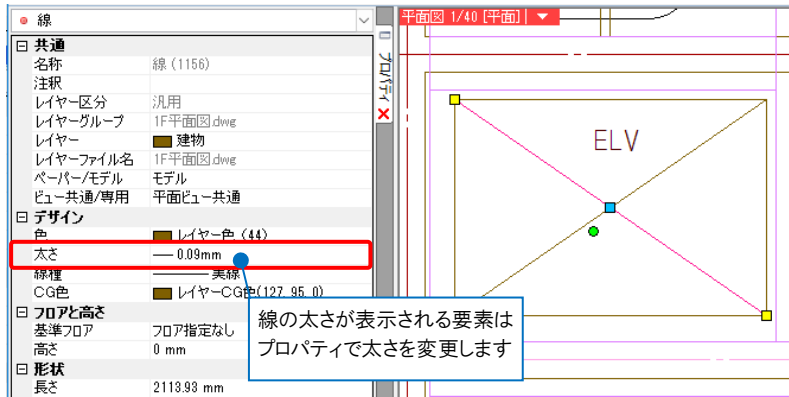 線
共通
名称 線 (1156)
注釈
レイヤー区分 汎用
レイヤーグループ 1F平面図.dwg
レイヤー 建物
レイヤーファイル名 1F平面図.dwg
ペーパー/モデル モデル
ビュー共通/専用 平面ビュー共通
デザイン
色 レイヤー色 (44)
太さ 0.09mm
線種 実線
CG色 レイヤーCG色(127, 95, 0)
フロアと高さ
基準フロア フロア指定なし
高さ 0 mm
形状
長さ 2113.93 mm
プロパティ
平面図 1/40 [平面]
ELV
線の太さが表示される要素は
プロパティで太さを変更します